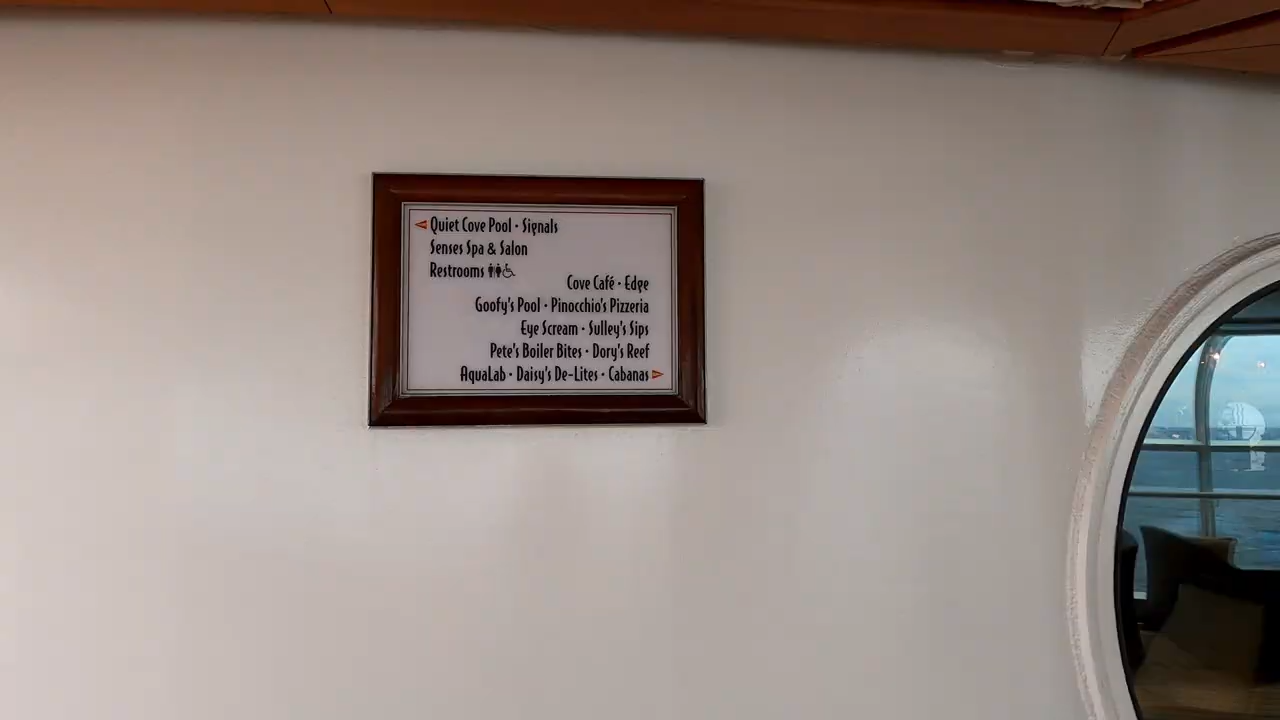 Quiet Cove Pool • Signals
Senses Spa & Salon
Restrooms
Cove Café • Edge
Goofy's Pool • Pinocchio's Pizzeria
Eye Scream • Sulley's Sips
Pete's Boiler Bites • Dory's Reef
AquaLab • Daisy's De-Lites • Cabanas